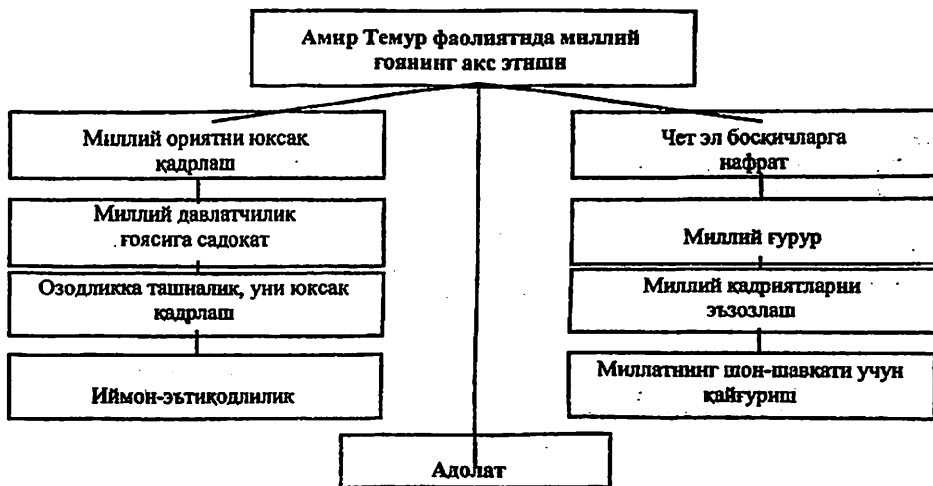 Амир Темур фаолиятида миллий
ғоянинг акс этиши
Миллий ориятни юксак
қадрлаш
Чет эл босқичларга
нафрат
Миллий давлатчилик
ғоясига садокат
Миллий ғурур
Озодликка ташналик, уни юксак
қадрлаш
Миллий қадриятларни
эъзозлаш
Иймон-эътиқодлилик
Миллатнинг шон-шавкати учун
қайғуриш
Адолат